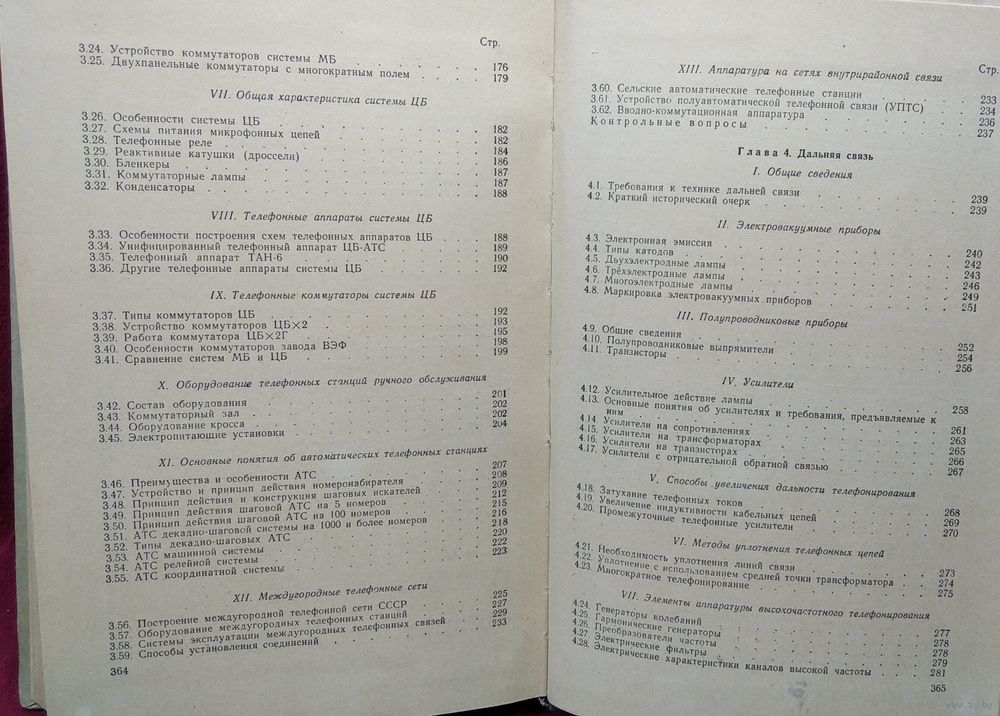 Стр.
3.24. Устройство коммутаторов системы МБ . . . . . . . 176
3.25. Двухпанельные коммутаторы с многократным полем . . . . 179
VII. Общая характеристика системы ЦБ
3.26. Особенности системы ЦБ . . . . . . . 182
3.27. Схемы питания микрофонных цепей . . . . . . . 182
3.28. Телефонные реле . . . . . . . 184
3.29. Реактивные катушки (дроссели) . . . . . . . 186
3.30. Бленкеры . . . . . . . 187
3.31. Коммутаторные лампы . . . . . . . 187
3.32. Конденсаторы . . . . . . . 188
VIII. Телефонные аппараты системы ЦБ
3.33. Особенности построения схем телефонных аппаратов ЦБ . . . . 188
3.34. Унифицированный телефонный аппарат ЦБ-АТС . . . . . . . 189
3.35. Телефонный аппарат ТАН-6 . . . . . . . 190
3.36. Другие телефонные аппараты системы ЦБ . . . . . . . 192
IX. Телефонные коммутаторы системы ЦБ
3.37. Типы коммутаторов ЦБ . . . . . . . 192
3.38. Устройство коммутаторов ЦБ×2 . . . . . . . 193
3.39. Работа коммутатора ЦБ×2Г . . . . . . . 195
3.40. Особенности коммутаторов завода ВЭФ . . . . . . . 198
3.41. Сравнение систем МБ и ЦБ . . . . . . . 199
X. Оборудование телефонных станций ручного обслуживания
3.42. Состав оборудования . . . . . . . 201
3.43. Коммутаторный зал . . . . . . . 202
3.44. Оборудование кросса . . . . . . . 202
3.45. Электропитающие установки . . . . . . . 204
XI. Основные понятия об автоматических телефонных станциях
3.46. Преимущества и особенности АТС . . . . . . . 207
3.47. Устройство и принцип действия номеронабирателя . . . . 208
3.48. Принцип действия и конструкция шаговых искателей . . . . 209
3.49. Принцип действия шаговой АТС на 5 номеров . . . . 212
3.50. Принцип действия шаговой АТС на 100 номеров . . . . 215
3.51. АТС декадно-шаговой системы на 1000 и более номеров . . . . 216
3.52. Типы декадно-шаговых АТС . . . . . . . 218
3.53. АТС машинной системы . . . . . . . 220
3.54. АТС релейной системы . . . . . . . 222
3.55. АТС координатной системы . . . . . . . 223
XII. Междугородные телефонные сети
3.56. Построение междугородной телефонной сети СССР . . . . 225
3.57. Оборудование междугородных телефонных станций . . . . 227
3.58. Системы эксплуатации междугородных телефонных связей . . . . 229
3.59. Способы установления соединений . . . . . . . 233
364
Стр.
XIII. Аппаратура на сетях внутрирайонной связи
3.60. Сельские автоматические телефонные станции . . . . 233
3.61. Устройство полуавтоматической телефонной связи (УПТС) . . . . 234
3.62. Вводно-коммутационная аппаратура . . . . . . . 236
Контрольные вопросы . . . . . . . 237
Глава 4. Дальняя связь
I. Общие сведения
4.1. Требования к технике дальней связи . . . . . . . 239
4.2. Краткий исторический очерк . . . . . . . 239
II. Электровакуумные приборы
4.3. Электронная эмиссия . . . . . . . 240
4.4. Типы катодов . . . . . . . 242
4.5. Двухэлектродные лампы . . . . . . . 243
4.6. Трёхэлектродные лампы . . . . . . . 246
4.7. Многоэлектродные лампы . . . . . . . 249
4.8. Маркировка электровакуумных приборов . . . . . . . 251
III. Полупроводниковые приборы
4.9. Общие сведения . . . . . . . 252
4.10. Полупроводниковые выпрямители . . . . . . . 254
4.11. Транзисторы . . . . . . . 256
IV. Усилители
4.12. Усилительное действие лампы . . . . . . . 258
4.13. Основные понятия об усилителях и требования, предъявляемые к
ним . . . . . . . 261
4.14. Усилители на сопротивлениях . . . . . . . 263
4.15. Усилители на трансформаторах . . . . . . . 265
4.16. Усилители на транзисторах . . . . . . . 266
4.17. Усилители с отрицательной обратной связью . . . . . . . 267
V. Способы увеличения дальности телефонирования
4.18. Затухание телефонных токов . . . . . . . 268
4.19. Увеличение индуктивности кабельных цепей . . . . . . . 269
4.20. Промежуточные телефонные усилители . . . . . . . 270
VI. Методы уплотнения телефонных цепей
4.21. Необходимость уплотнения линий связи . . . . . . . 273
4.22. Уплотнение с использованием средней точки трансформатора . . . 274
4.23. Многократное телефонирование . . . . . . . 275
VII. Элементы аппаратуры высокочастотного телефонирования
4.24. Генераторы колебаний . . . . . . . 277
4.25. Гармонические генераторы . . . . . . . 278
4.26. Преобразователи частоты . . . . . . . 278
4.27. Электрические фильтры . . . . . . . 279
4.28. Электрические характеристики каналов высокой частоты . . . 281
365
www.ay.by